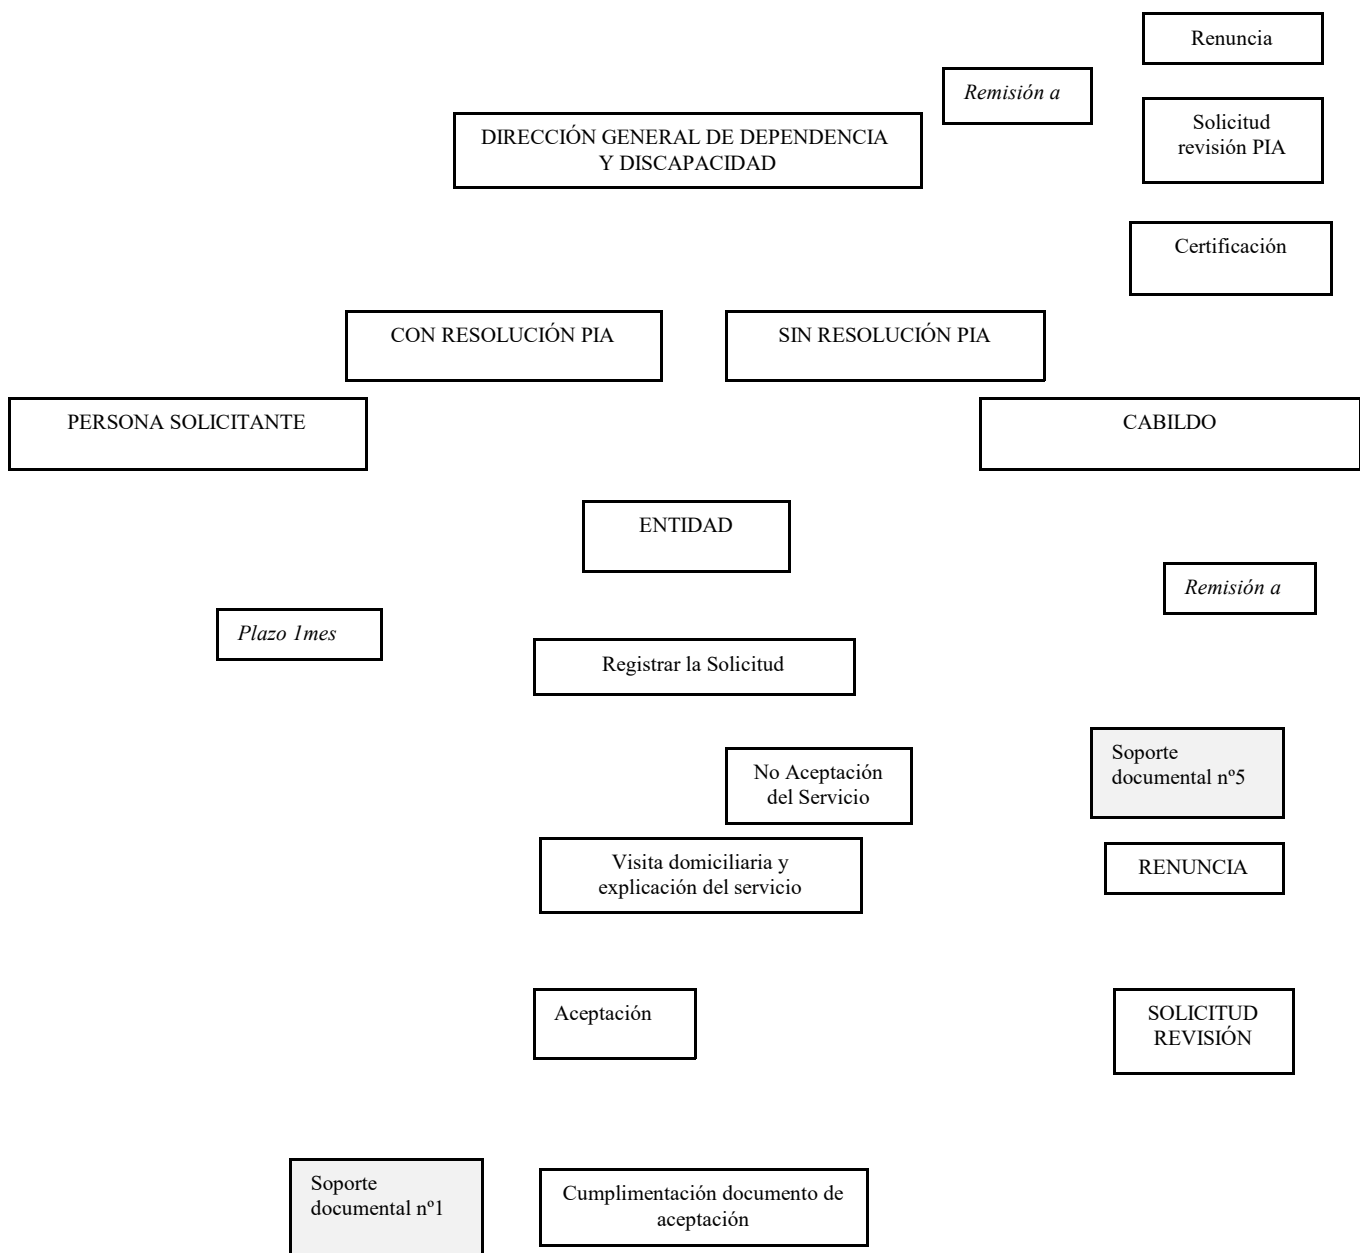 Renuncia
Remisión a
DIRECCIÓN GENERAL DE DEPENDENCIA
Y DISCAPACIDAD
Solicitud
revisión PIA
Certificación
CON RESOLUCIÓN PIA
SIN RESOLUCIÓN PIA
PERSONA SOLICITANTE
CABILDO
ENTIDAD
Remisión a
Plazo 1mes
Registrar la Solicitud
No Aceptación
del Servicio
Soporte
documental nº5
Visita domiciliaria y
explicación del servicio
RENUNCIA
Aceptación
SOLICITUD
REVISIÓN
Soporte
documental nº1
Cumplimentación documento de
aceptación